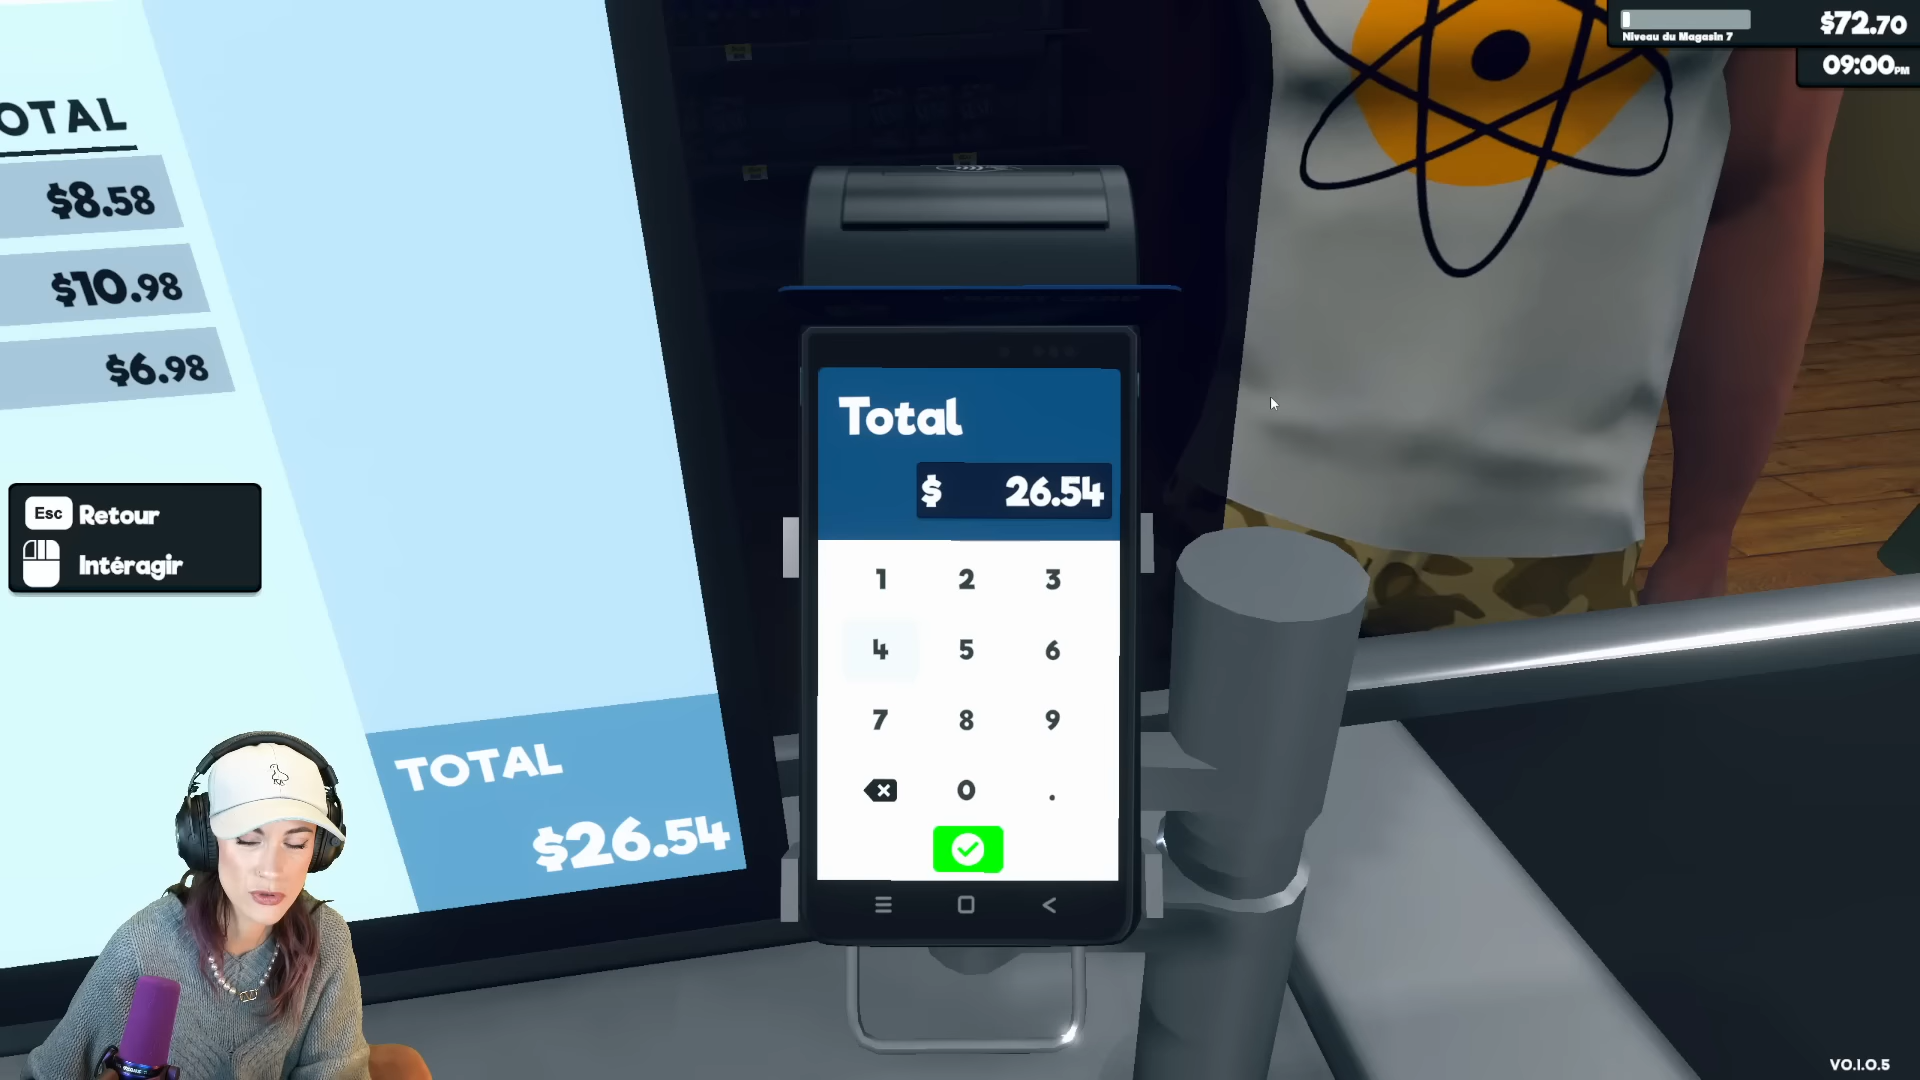 OTAL
$8.58
$10.98
$6.98
Esc Retour
Intéragir
TOTAL
$26.54
Total
$ 26.54
1 2 3
4 5 6
7 8 9
0 .
$72.70
Niveau du Magasin 7
09:00PM
V0.1.0.5